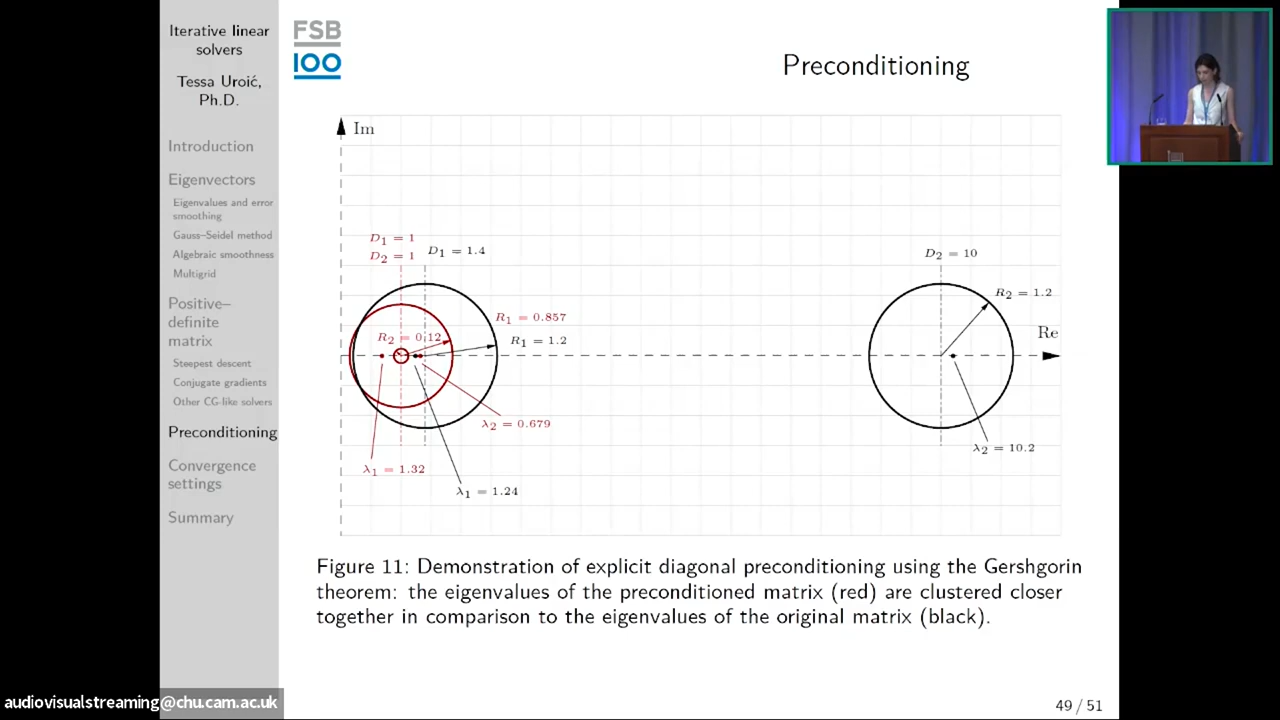 Iterative linear
solvers
Tessa Uroić,
Ph.D.
Introduction
Eigenvectors
Eigenvalues and error
smoothing
Gauss–Seidel method
Algebraic smoothness
Multigrid
Positive–
definite
matrix
Steepest descent
Conjugate gradients
Other CG-like solvers
Preconditioning
Convergence
settings
Summary
FSB
100
Preconditioning
Im
D₁ = 1
D₂ = 1
D₁ = 1.4
D₂ = 10
R₂ = 1.2
R₁ = 0.857
R₂ = 0.12
R₁ = 1.2
Re
λ₂ = 0.679
λ₂ = 10.2
λ₁ = 1.32
λ₁ = 1.24
Figure 11: Demonstration of explicit diagonal preconditioning using the Gershgorin
theorem: the eigenvalues of the preconditioned matrix (red) are clustered closer
together in comparison to the eigenvalues of the original matrix (black).
audiovisualstreaming@chu.cam.ac.uk
49 / 51